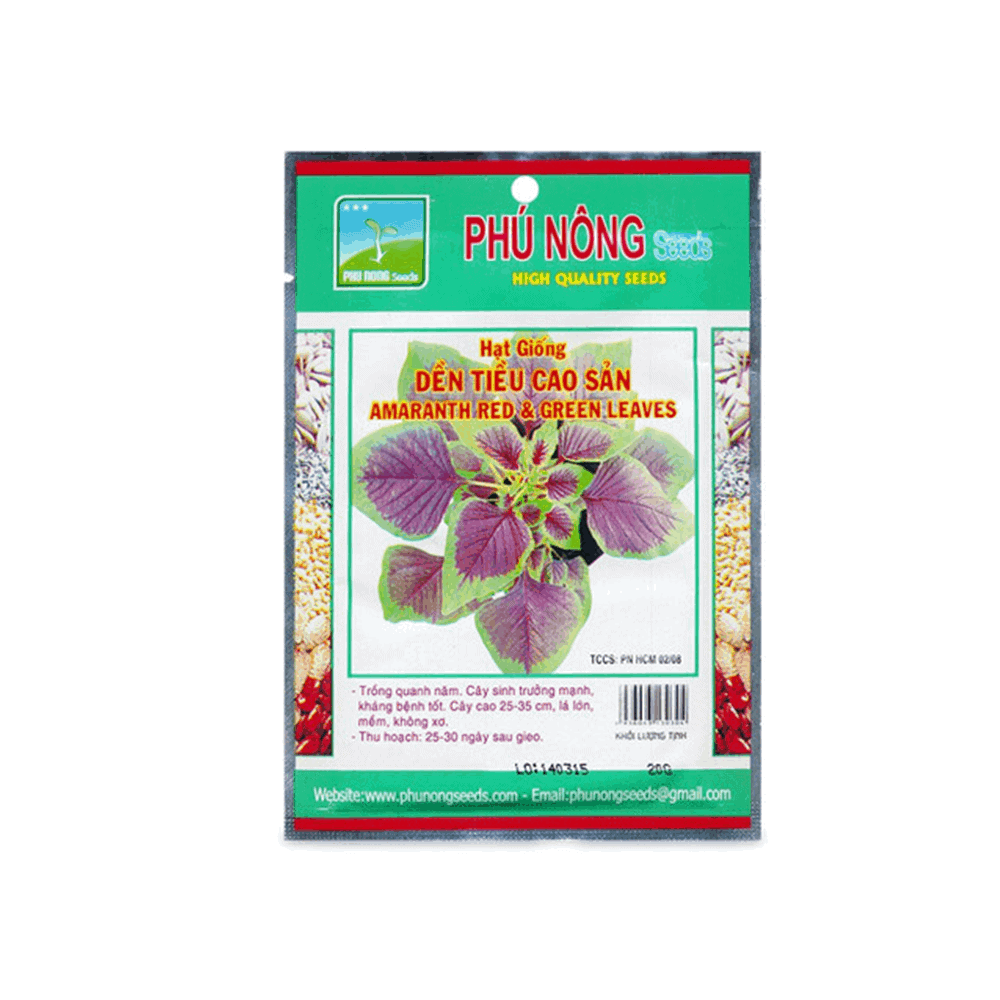 PHÚ NÔNG Seeds
HIGH QUALITY SEEDS
PHU NONG Seeds
Hạt Giống
DỀN TIỀU CAO SẢN
AMARANTH RED & GREEN LEAVES
TCCS: PN HCM 02/08
- Trồng quanh năm. Cây sinh trưởng mạnh,
kháng bệnh tốt. Cây cao 25-35 cm, lá lớn,
mềm, không xơ.
- Thu hoạch: 25-30 ngày sau gieo.
KHỐI LƯỢNG TỊNH
LO:140315 20G
Website:www.phunongseeds.com - Email:phunongseeds@gmail.com